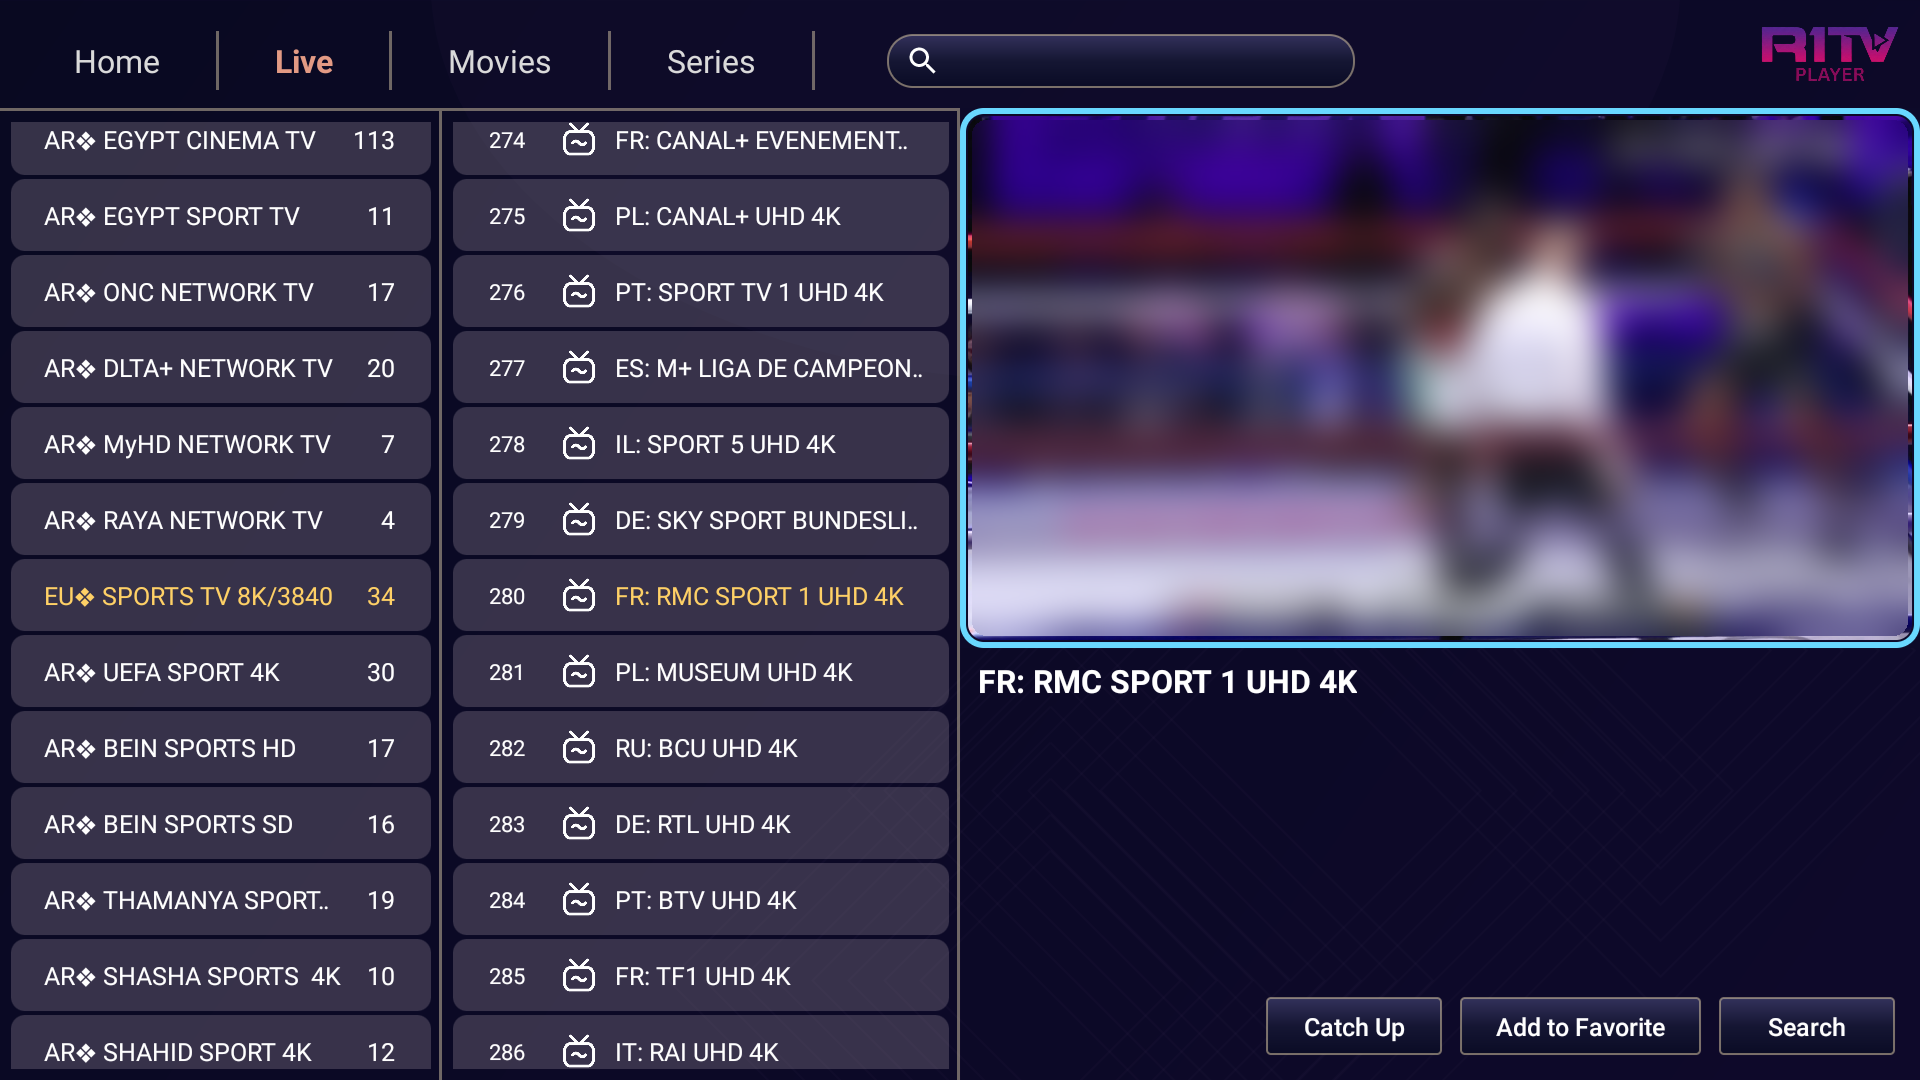 Home
Live
Movies
Series
R1TV
PLAYER
AR❖ EGYPT CINEMA TV 113
AR❖ EGYPT SPORT TV 11
AR❖ ONC NETWORK TV 17
AR❖ DLTA+ NETWORK TV 20
AR❖ MyHD NETWORK TV 7
AR❖ RAYA NETWORK TV 4
EU❖ SPORTS TV 8K/3840 34
AR❖ UEFA SPORT 4K 30
AR❖ BEIN SPORTS HD 17
AR❖ BEIN SPORTS SD 16
AR❖ THAMANYA SPORT.. 19
AR❖ SHASHA SPORTS 4K 10
AR❖ SHAHID SPORT 4K 12
274 FR: CANAL+ EVENEMENT..
275 PL: CANAL+ UHD 4K
276 PT: SPORT TV 1 UHD 4K
277 ES: M+ LIGA DE CAMPEON..
278 IL: SPORT 5 UHD 4K
279 DE: SKY SPORT BUNDESLI..
280 FR: RMC SPORT 1 UHD 4K
281 PL: MUSEUM UHD 4K
282 RU: BCU UHD 4K
283 DE: RTL UHD 4K
284 PT: BTV UHD 4K
285 FR: TF1 UHD 4K
286 IT: RAI UHD 4K
FR: RMC SPORT 1 UHD 4K
Catch Up
Add to Favorite
Search